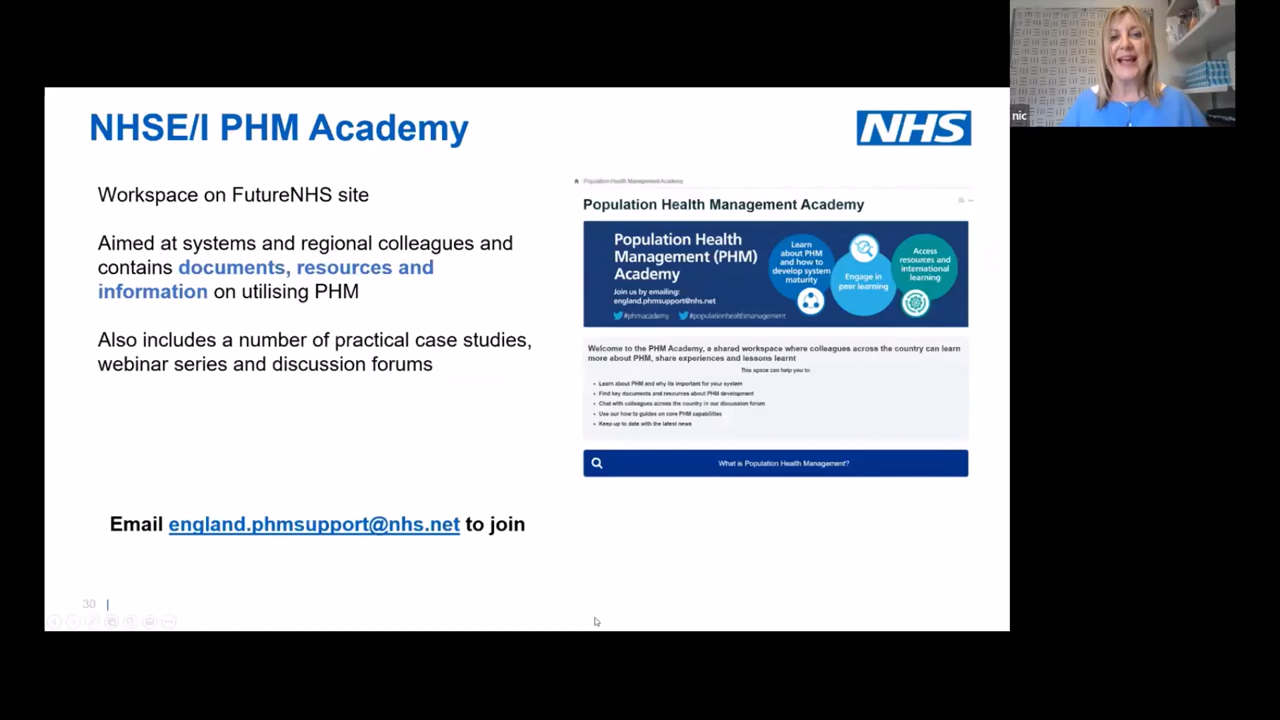 nic
NHSE/I PHM Academy
NHS
Workspace on FutureNHS site
Aimed at systems and regional colleagues and
contains documents, resources and
information on utilising PHM
Also includes a number of practical case studies,
webinar series and discussion forums
Email england.phmsupport@nhs.net to join
30 |
Population Health Management Academy
Population Health Management Academy
Population Health
Management (PHM)
Academy
Join us by emailing:
england.phmsupport@nhs.net
#phmacademy #populationhealthmanagement
Learn
about PHM
and how to
develop system
maturity
Engage in
peer learning
Access
resources and
international
learning
Welcome to the PHM Academy, a shared workspace where colleagues across the country can learn
more about PHM, share experiences and lessons learnt
This space can help you to:
• Learn about PHM and why its important for your system
• Find key documents and resources about PHM development
• Chat with colleagues across the country in our discussion forum
• Use our how to guides on core PHM capabilities
• Keep up to date with the latest news
What is Population Health Management?